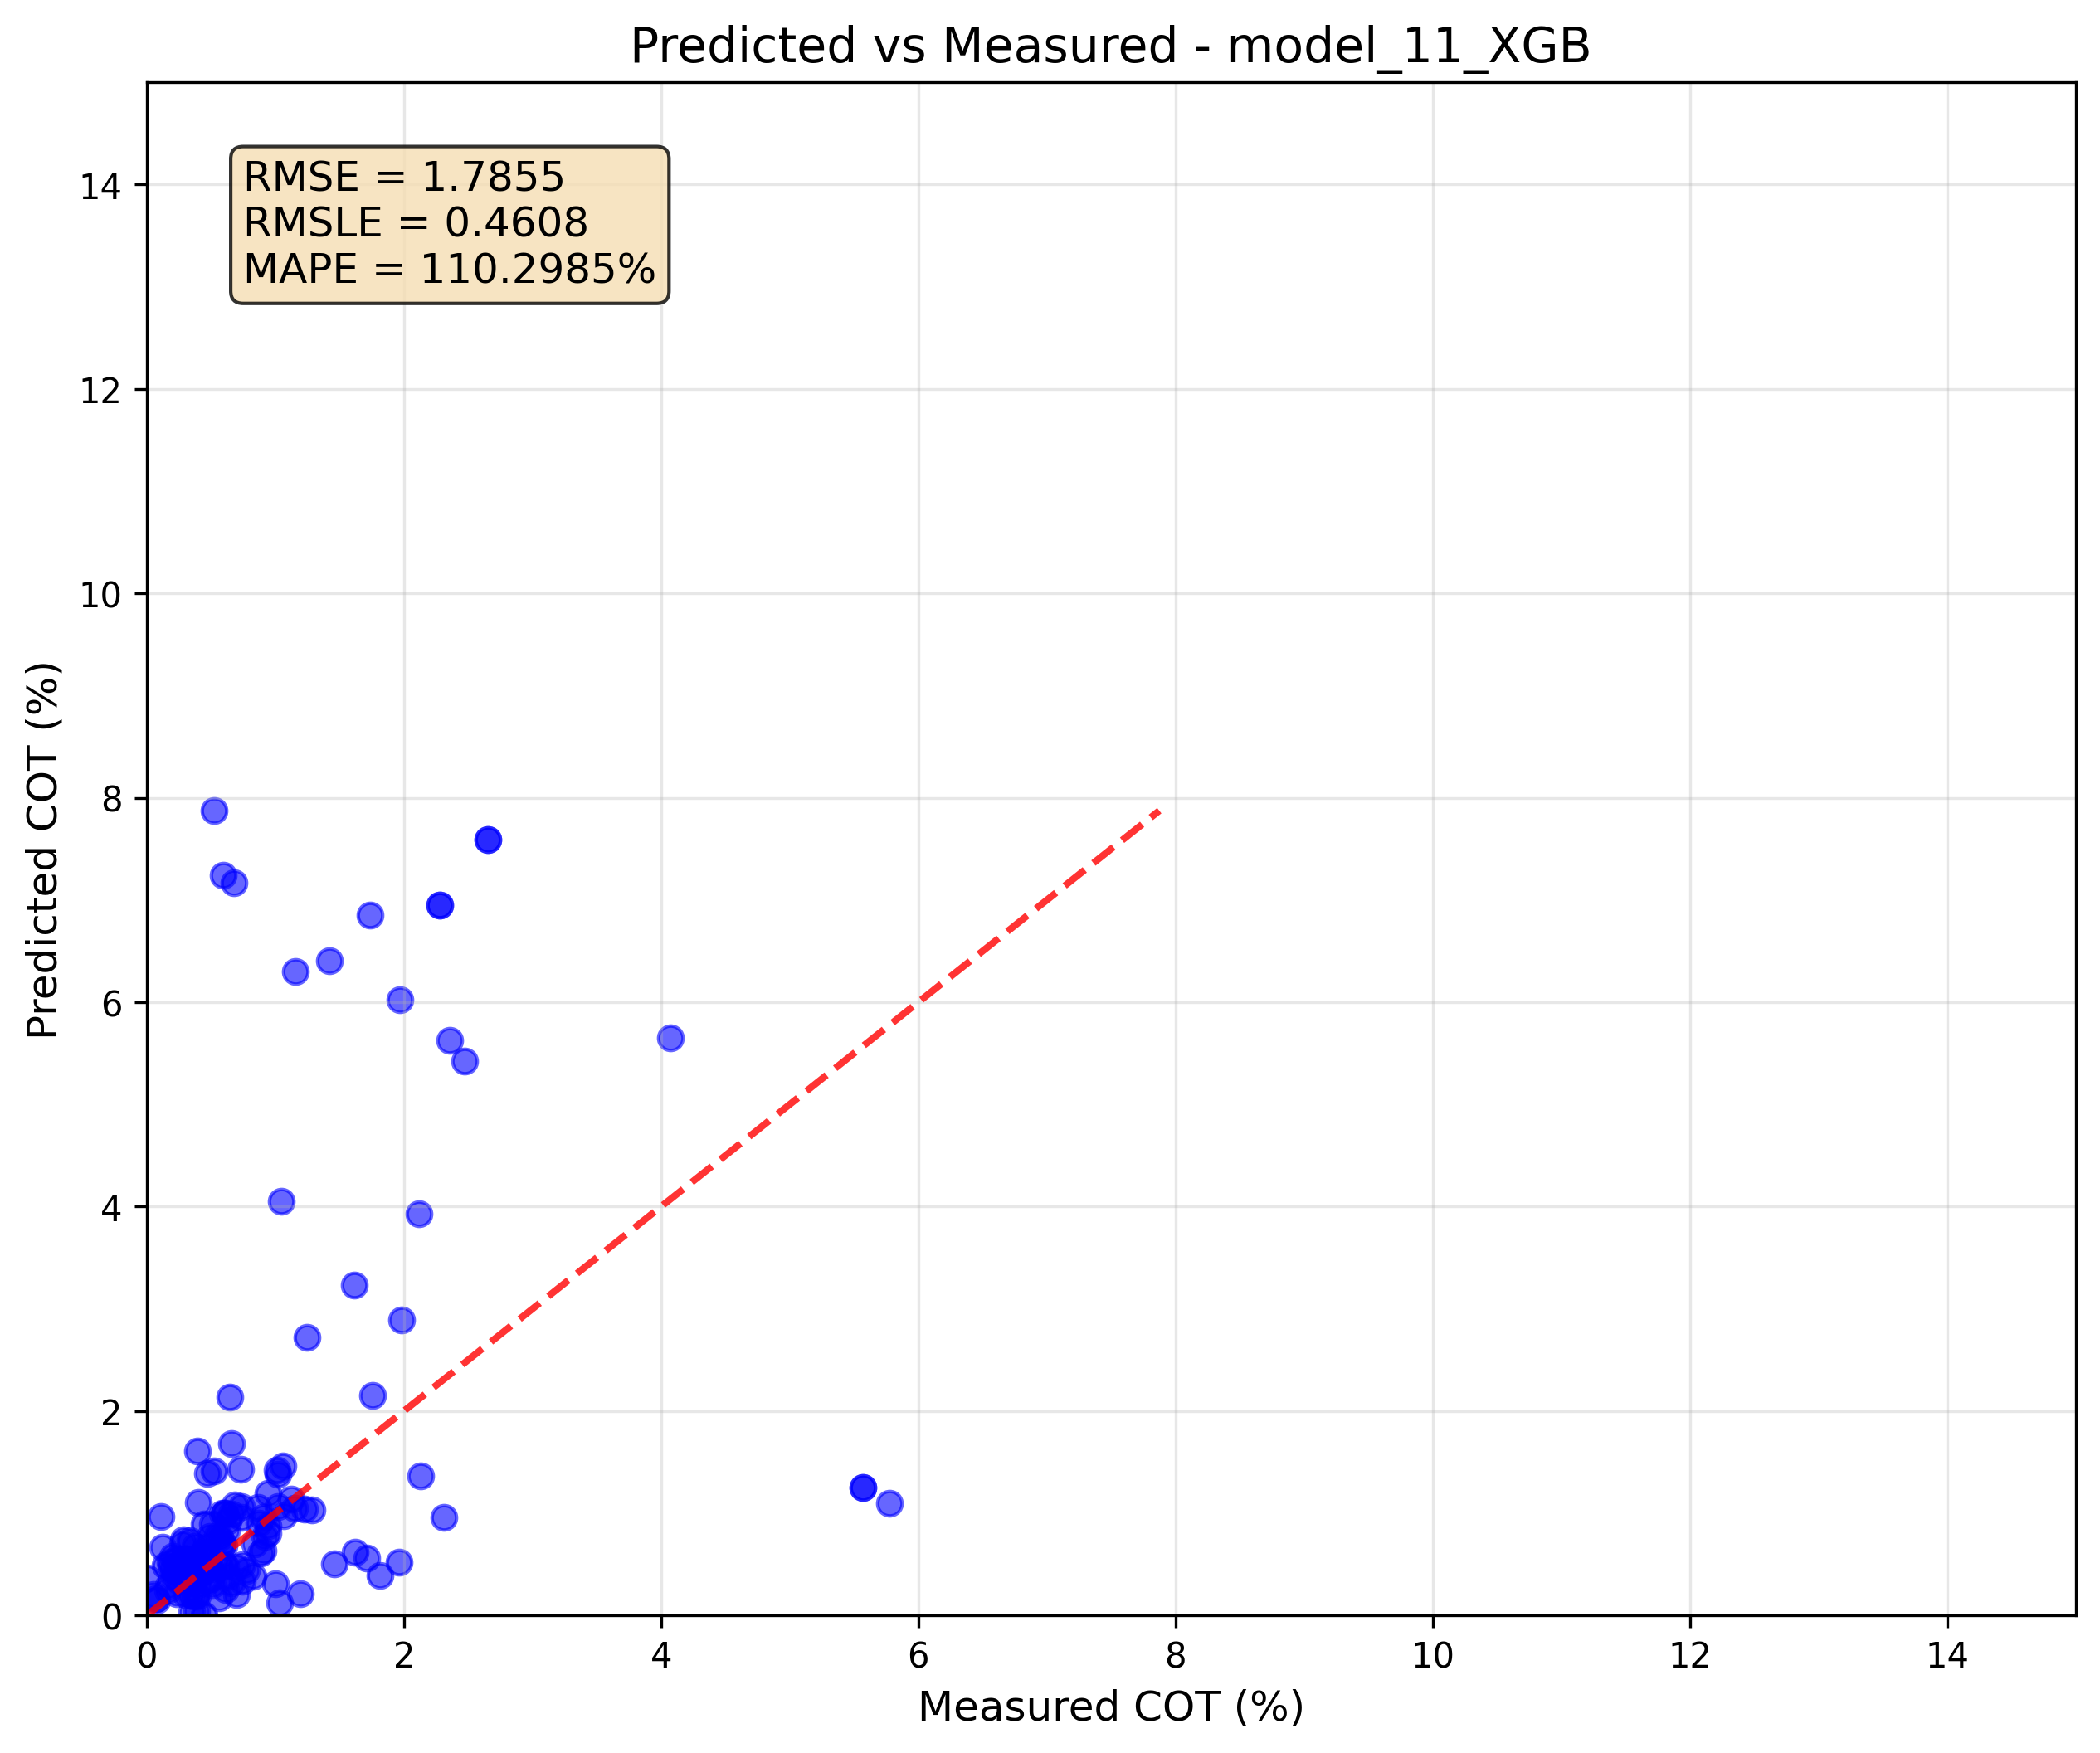 Predicted vs Measured - model_11_XGB
RMSE = 1.7855
RMSLE = 0.4608
MAPE = 110.2985%
14
12
10
8
6
4
2
0
Predicted COT (%)
0 2 4 6 8 10 12 14
Measured COT (%)